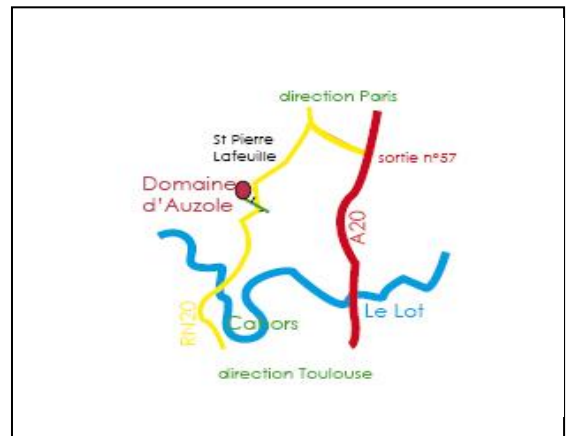 direction Paris
St Pierre
Lafeuille
sortie n°57
Domaine
d'Auzole
A20
RN20
Le Lot
Cahors
direction Toulouse